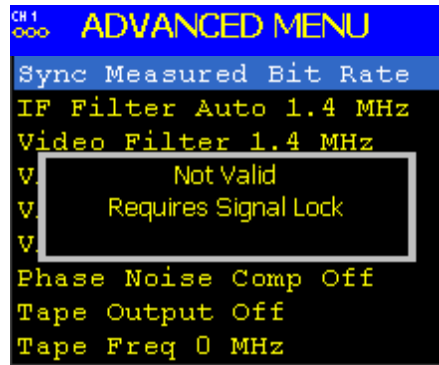 CH 1
ooo
ADVANCED MENU
Sync Measured Bit Rate
IF Filter Auto 1.4 MHz
Video Filter 1.4 MHz
Not Valid
Requires Signal Lock
Phase Noise Comp Off
Tape Output Off
Tape Freq 0 MHz